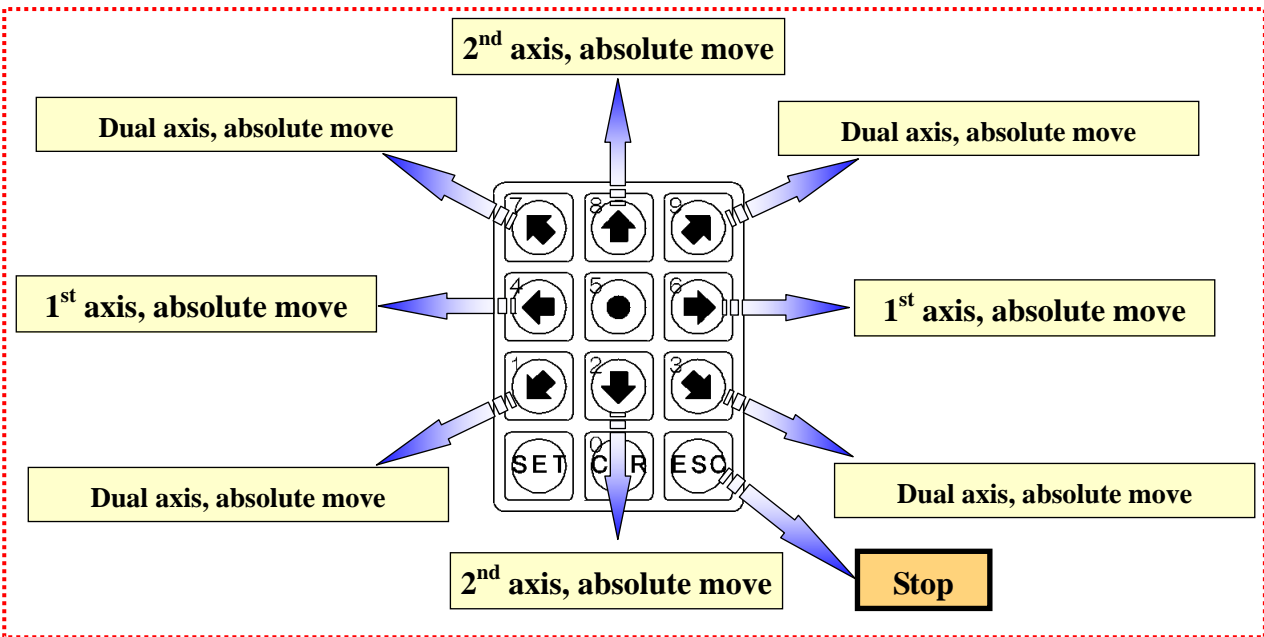 2nd axis, absolute move
Dual axis, absolute move
Dual axis, absolute move
7 8 9
1st axis, absolute move
4 5 6
1st axis, absolute move
1 2 3
0
SET C R ESC
Dual axis, absolute move
Dual axis, absolute move
2nd axis, absolute move
Stop